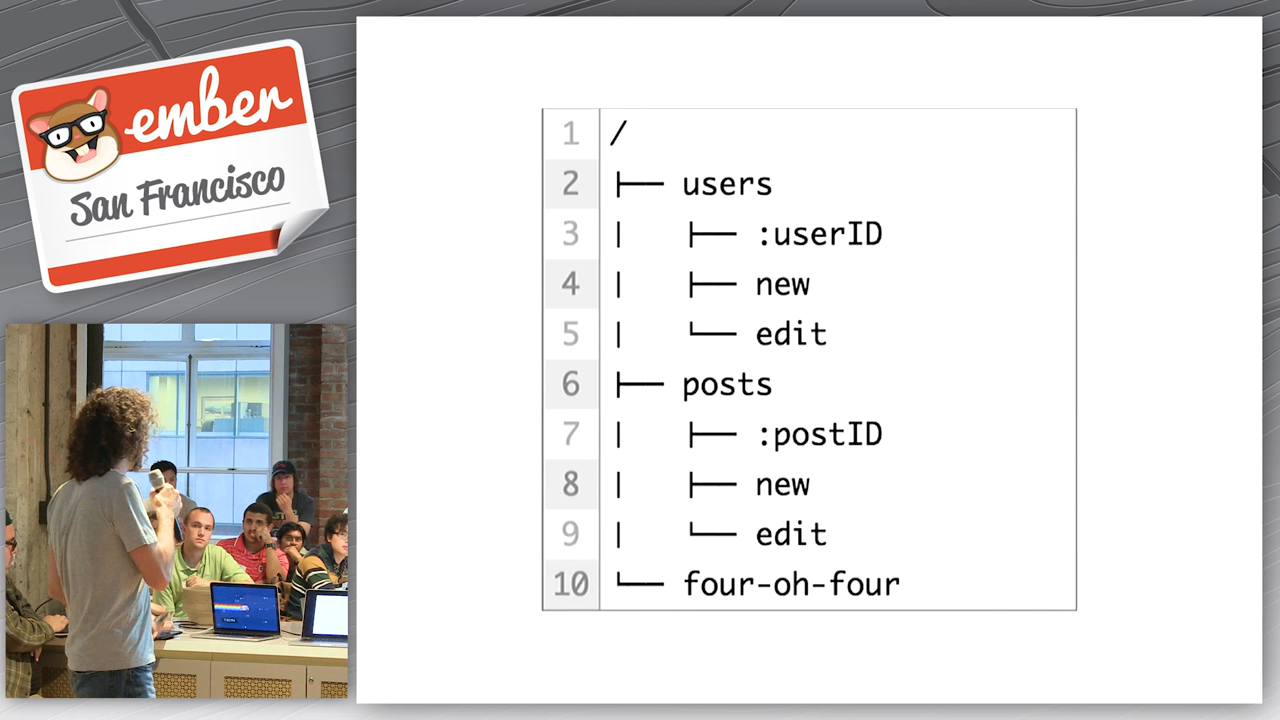 ember
San Francisco
1 /
2 ├── users
3 |   ├── :userID
4 |   ├── new
5 |   └── edit
6 ├── posts
7 |   ├── :postID
8 |   ├── new
9 |   └── edit
10 └── four-oh-four